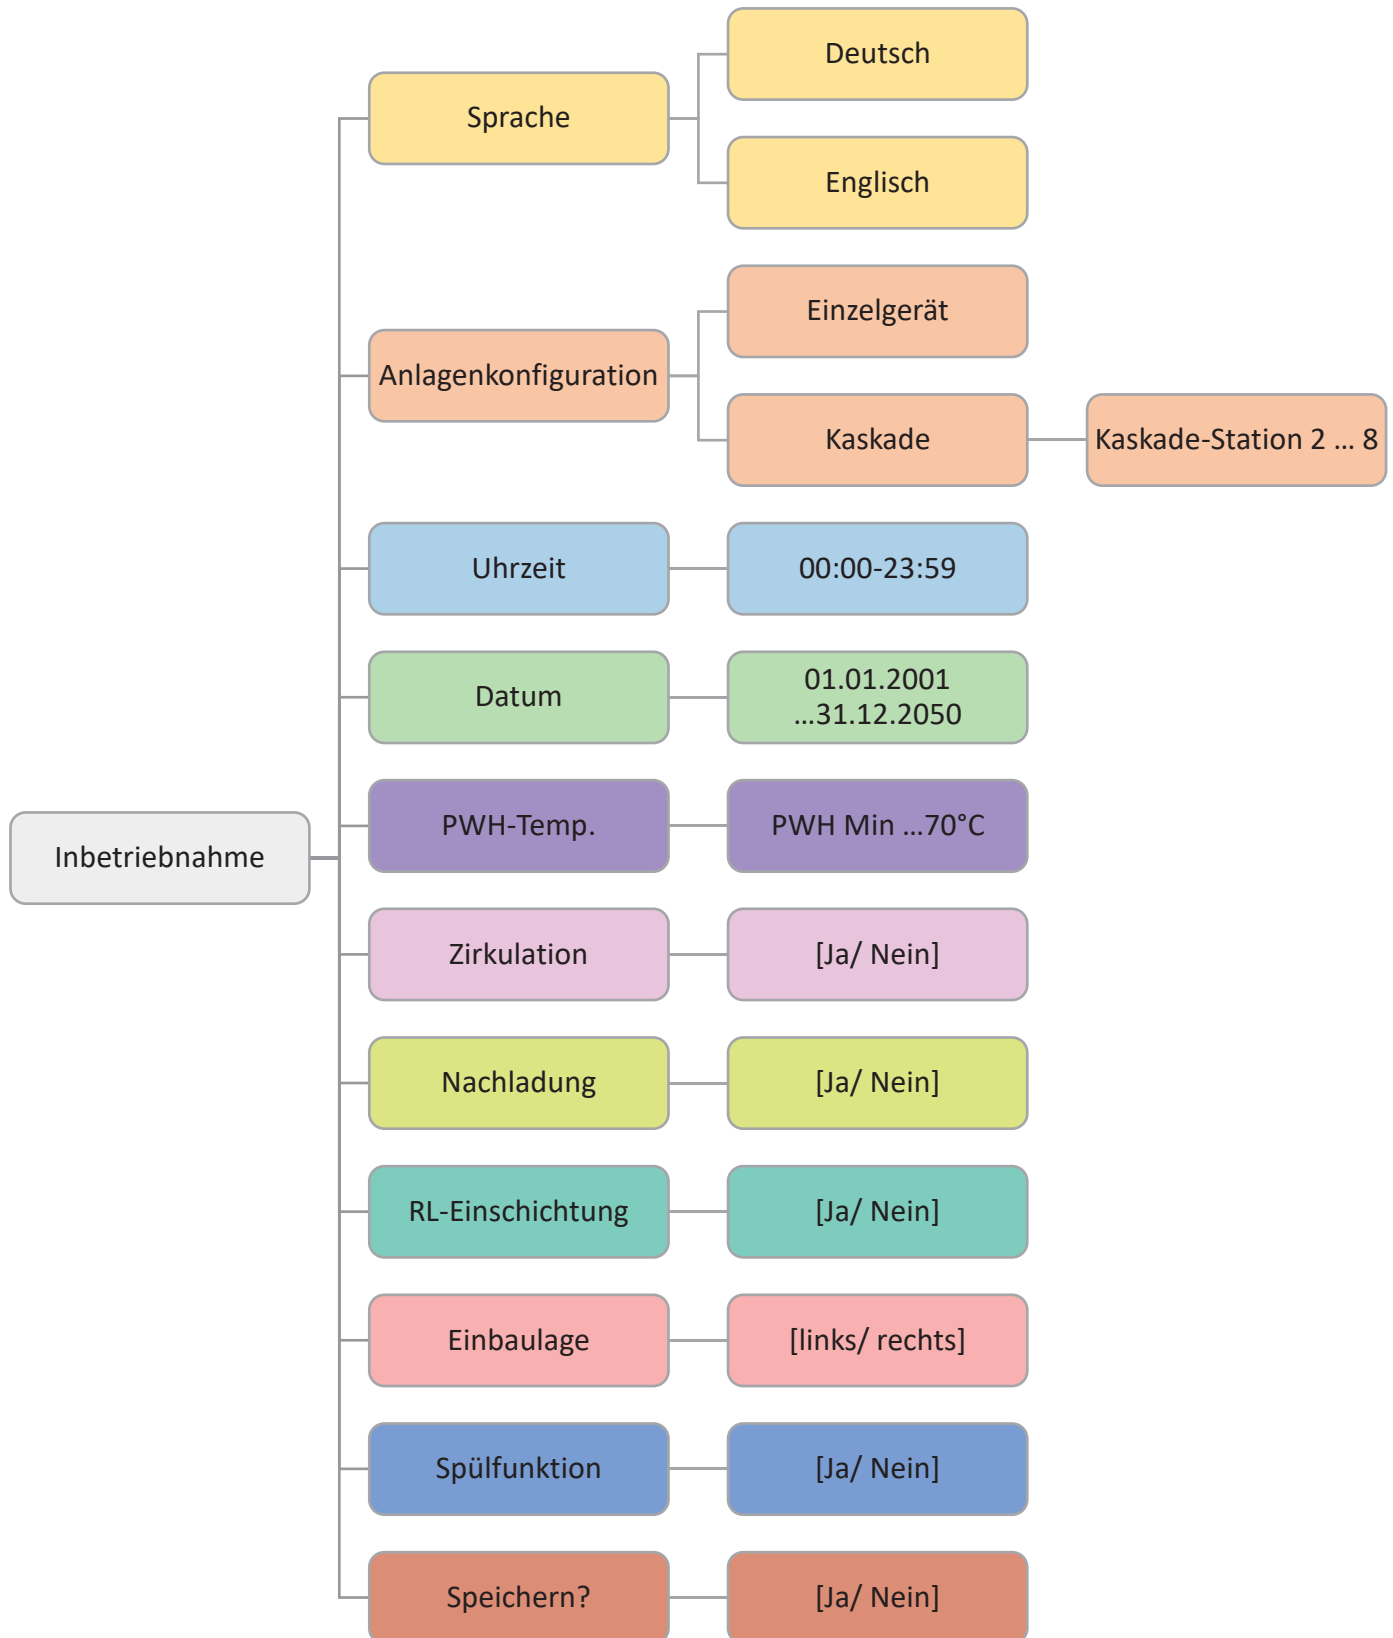 Deutsch
Sprache
Englisch
Einzelgerät
Anlagenkonfiguration
Kaskade
Kaskade-Station 2 ... 8
Uhrzeit
00:00-23:59
Datum
01.01.2001
...31.12.2050
PWH-Temp.
PWH Min ...70°C
Inbetriebnahme
Zirkulation
[Ja/ Nein]
Nachladung
[Ja/ Nein]
RL-Einschichtung
[Ja/ Nein]
Einbaulage
[links/ rechts]
Spülfunktion
[Ja/ Nein]
Speichern?
[Ja/ Nein]